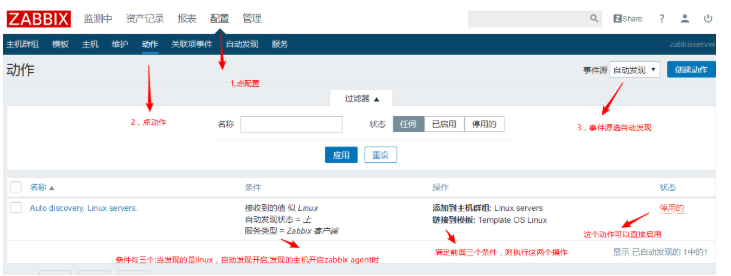 ZABBIX 监测中 资产记录 报表 配置 管理 Z Share ?
主机群组 模板 主机 维护 动作 关联项事件 自动发现 服务 zabbixserver
动作 事件源 自动发现 ▼ 创建动作
1,点配置
过滤器 ▲
2，点动作
名称 状态 任何 已启用 停用的
3，事件源选自动发现
应用 重设
名称 ▲ 条件 操作 状态
Auto discovery. Linux servers. 接收到的值 似 Linux 添加到主机群组: Linux servers 停用的
自动发现状态 = 上 链接到模板: Template OS Linux
服务类型 = Zabbix 客户端
这个动作可以直接启用
条件有三个:当发现的是linux，自动发现开启,发现的主机开启zabbix agent时 满足前面三个条件，则执行这两个操作 显示 已自动发现的 1中的1